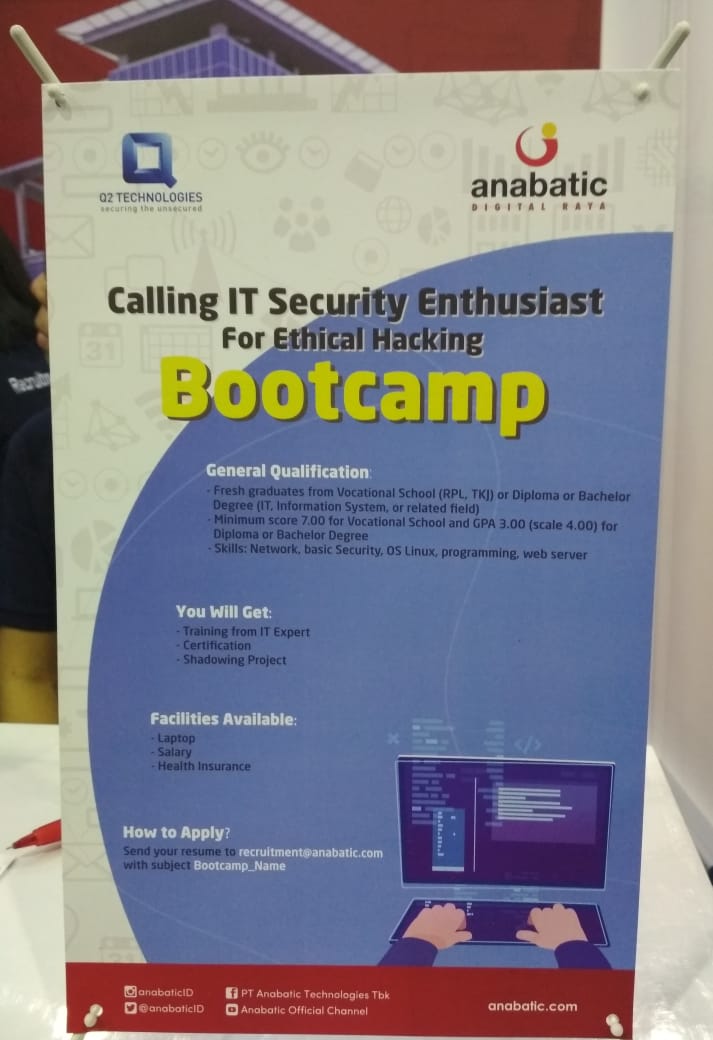 Q2 TECHNOLOGIES
securing the unsecured
anabatic
DIGITAL RAYA
Calling IT Security Enthusiast
For Ethical Hacking
Bootcamp
General Qualification:
- Fresh graduates from Vocational School (RPL, TKJ) or Diploma or Bachelor
Degree (IT, Information System, or related field)
- Minimum score 7.00 for Vocational School and GPA 3.00 (scale 4.00) for
Diploma or Bachelor Degree
- Skills: Network, basic Security, OS Linux, programming, web server
You Will Get:
- Training from IT Expert
- Certification
- Shadowing Project
Facilities Available:
- Laptop
- Salary
- Health Insurance
How to Apply?
Send your resume to recruitment@anabatic.com
with subject Bootcamp_Name
anabaticID
PT Anabatic Technologies Tbk
@anabaticID
Anabatic Official Channel
anabatic.com
31
31